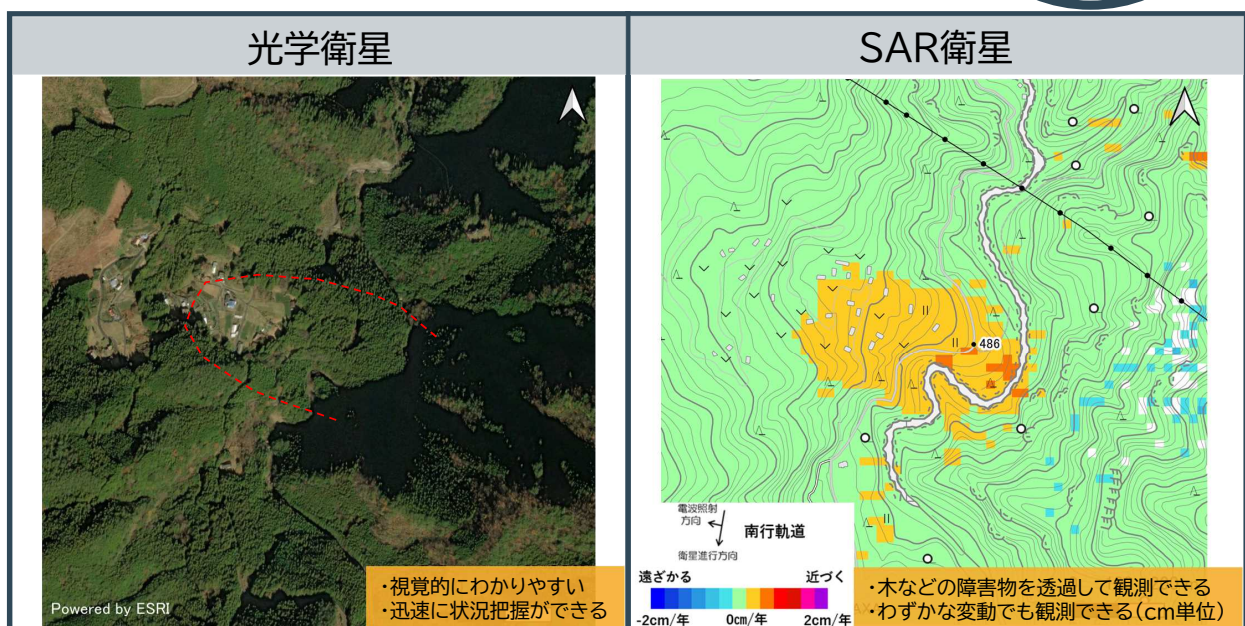 光学衛星
SAR衛星
486
Powered by ESRI
・視覚的にわかりやすい
・迅速に状況把握ができる
電波照射
方向
南行軌道
衛星進行方向
遠ざかる
近づく
-2cm/年
0cm/年
2cm/年
・木などの障害物を透過して観測できる
・わずかな変動でも観測できる(cm単位)